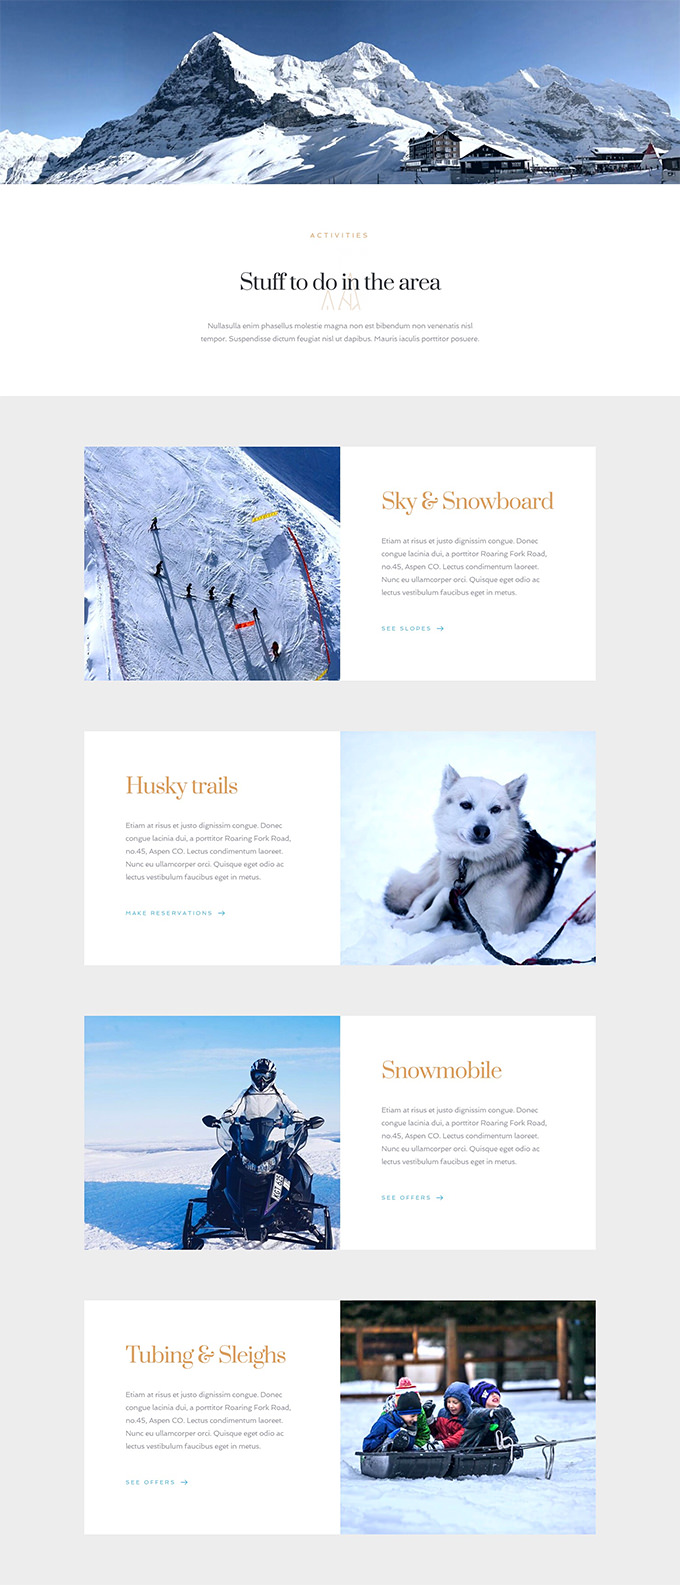 ACTIVITIES
Stuff to do in the area
Nullasulla enim phasellus molestie magna non est bibendum non venenatis nisl
tempor. Suspendisse dictum feugiat nisl ut dapibus. Mauris iaculis porttitor posuere.
Sky & Snowboard
Etiam at risus et justo dignissim congue. Donec
congue lacinia dui, a porttitor Roaring Fork Road,
no.45, Aspen CO. Lectus condimentum laoreet.
Nunc eu ullamcorper orci. Quisque eget odio ac
lectus vestibulum faucibus eget in metus.
SEE SLOPES →
Husky trails
Etiam at risus et justo dignissim congue. Donec
congue lacinia dui, a porttitor Roaring Fork Road,
no.45, Aspen CO. Lectus condimentum laoreet.
Nunc eu ullamcorper orci. Quisque eget odio ac
lectus vestibulum faucibus eget in metus.
MAKE RESERVATIONS →
Snowmobile
Etiam at risus et justo dignissim congue. Donec
congue lacinia dui, a porttitor Roaring Fork Road,
no.45, Aspen CO. Lectus condimentum laoreet.
Nunc eu ullamcorper orci. Quisque eget odio ac
lectus vestibulum faucibus eget in metus.
SEE OFFERS →
Tubing & Sleighs
Etiam at risus et justo dignissim congue. Donec
congue lacinia dui, a porttitor Roaring Fork Road,
no.45, Aspen CO. Lectus condimentum laoreet.
Nunc eu ullamcorper orci. Quisque eget odio ac
lectus vestibulum faucibus eget in metus.
SEE OFFERS →